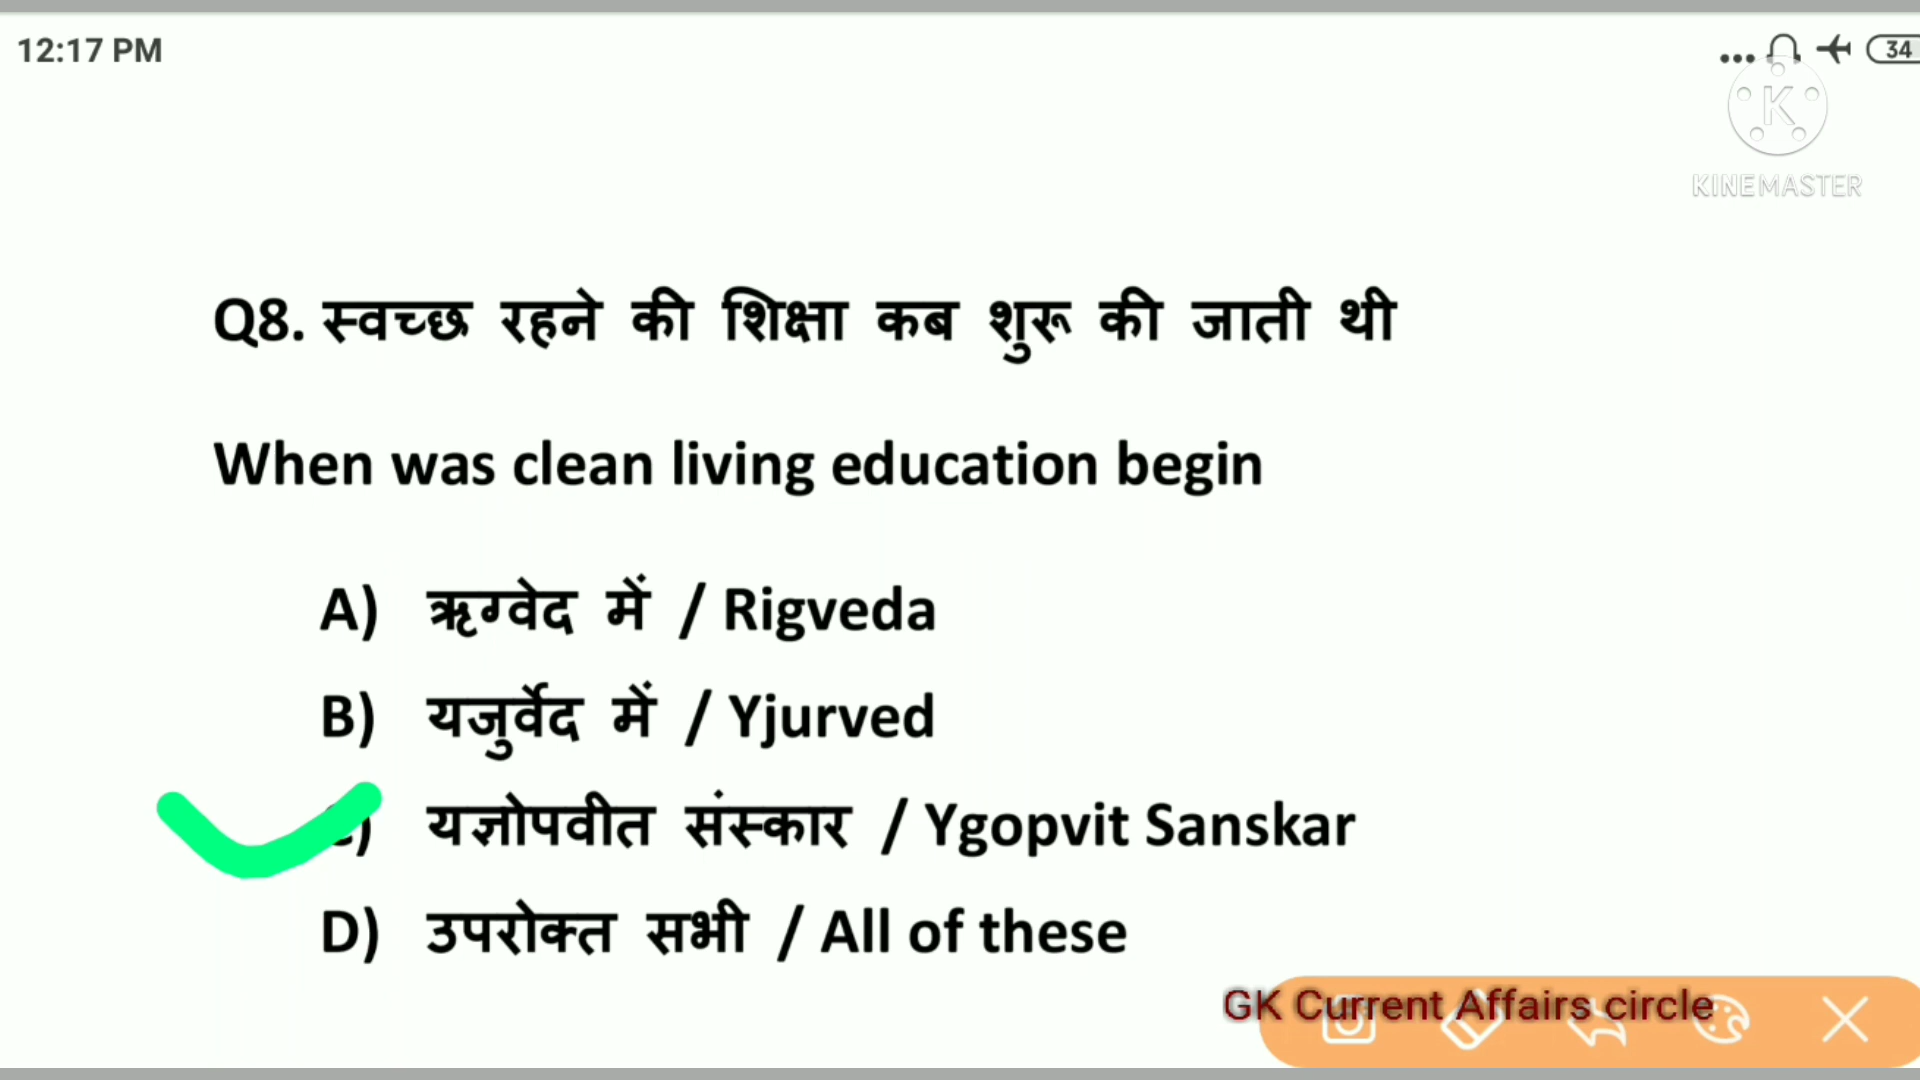 12:17 PM
34
K
KINEMASTER
Q8. स्वच्छ रहने की शिक्षा कब शुरू की जाती थी
When was clean living education begin
A) ऋग्वेद में / Rigveda
B) यजुर्वेद में / Yjurved
C) यज्ञोपवीत संस्कार / Ygopvit Sanskar
D) उपरोक्त सभी / All of these
GK Current Affairs circle